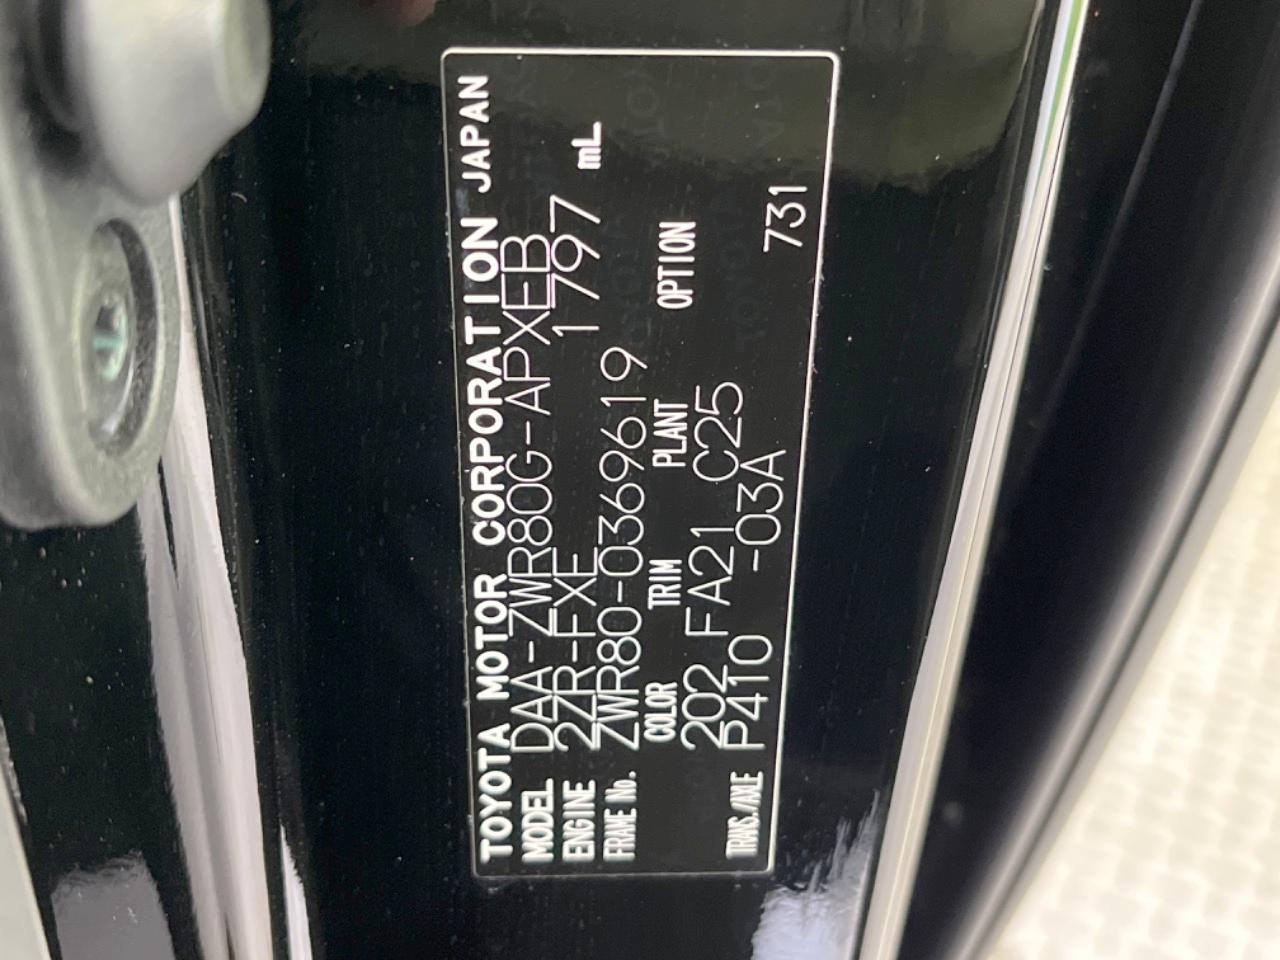 TOYOTA MOTOR CORPORATION JAPAN
MODEL DAA-ZWR80G-APXEB
ENGINE 2ZR-FXE 1797 mL
FRAME No. ZWR80-0369619
COLOR TRIM PLANT OPTION
202 FA21 C25
TRANS./AXLE P410 -03A 731